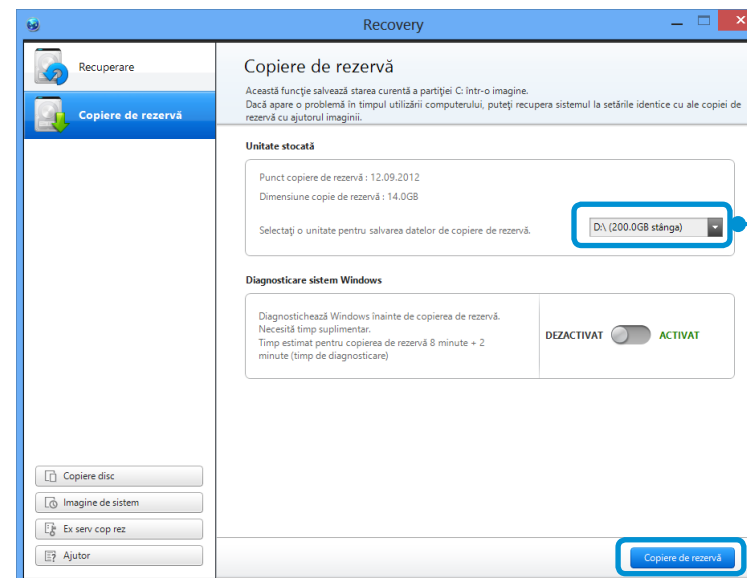 Recovery
Recuperare
Copiere de rezervă
Copiere de rezervă
Această funcţie salvează starea curentă a partiţiei C: într-o imagine.
Dacă apare o problemă în timpul utilizării computerului, puteţi recupera sistemul la setările identice cu ale copiei de
rezervă cu ajutorul imaginii.
Unitate stocată
Punct copiere de rezervă : 12.09.2012
Dimensiune copie de rezervă : 14.0GB
Selectaţi o unitate pentru salvarea datelor de copiere de rezervă.
D:\ (200.0GB stânga)
Diagnosticare sistem Windows
Diagnostichează Windows înainte de copierea de rezervă.
Necesită timp suplimentar.
Timp estimat pentru copierea de rezervă 8 minute + 2
minute (timp de diagnosticare)
DEZACTIVAT ACTIVAT
Copiere disc
Imagine de sistem
Ex serv cop rez
Ajutor
Copiere de rezervă